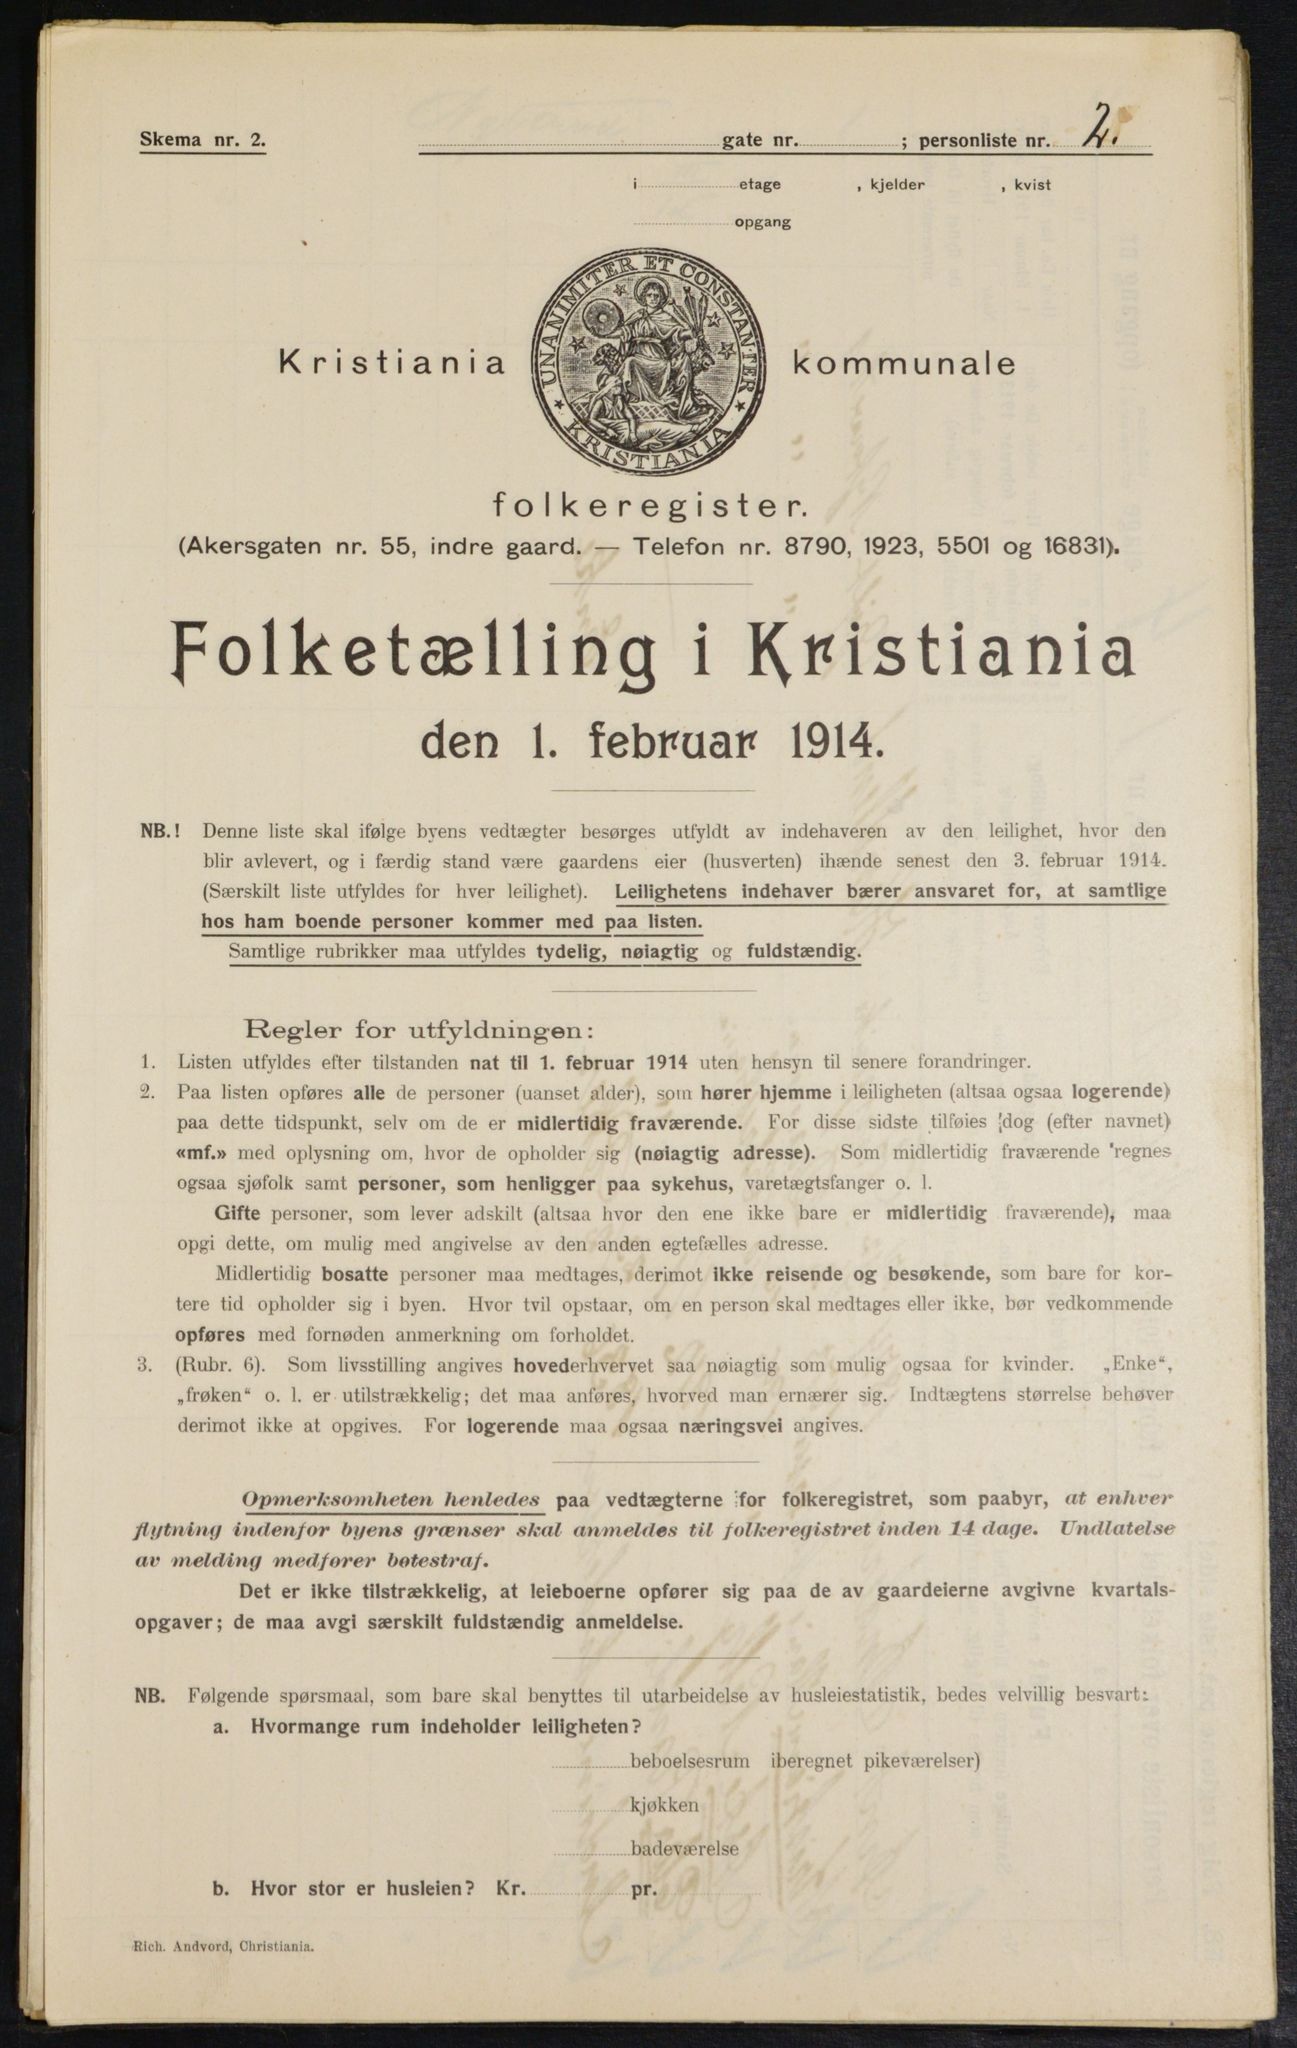 Skema nr. 2. gate nr. ; personliste nr. 2.
i etage , kjelder , kvist
opgang
UNANIMITER ET CONSTANTER
KRISTIANIA
Kristiania kommunale
folkeregister.
(Akersgaten nr. 55, indre gaard. — Telefon nr. 8790, 1923, 5501 og 16831).
Folketælling i Kristiania
den 1. februar 1914.
NB.! Denne liste skal ifølge byens vedtægter besørges utfyldt av indehaveren av den leilighet, hvor den
blir avlevert, og i færdig stand være gaardens eier (husverten) ihænde senest den 3. februar 1914.
(Særskilt liste utfyldes for hver leilighet). Leilighetens indehaver bærer ansvaret for, at samtlige
hos ham boende personer kommer med paa listen.
Samtlige rubrikker maa utfyldes tydelig, nøiagtig og fuldstændig.
Regler for utfyldningen:
1. Listen utfyldes efter tilstanden nat til 1. februar 1914 uten hensyn til senere forandringer.
2. Paa listen opføres alle de personer (uanset alder), som hører hjemme i leiligheten (altsaa ogsaa logerende)
paa dette tidspunkt, selv om de er midlertidig fraværende. For disse sidste tilføies dog (efter navnet)
«mf.» med oplysning om, hvor de opholder sig (nøiagtig adresse). Som midlertidig fraværende regnes
ogsaa sjøfolk samt personer, som henligger paa sykehus, varetægtsfanger o. l.
Gifte personer, som lever adskilt (altsaa hvor den ene ikke bare er midlertidig fraværende), maa
opgi dette, om mulig med angivelse av den anden egtefælles adresse.
Midlertidig bosatte personer maa medtages, derimot ikke reisende og besøkende, som bare for kor-
tere tid opholder sig i byen. Hvor tvil opstaar, om en person skal medtages eller ikke, bør vedkommende
opføres med fornøden anmerkning om forholdet.
3. (Rubr. 6). Som livsstilling angives hovederhvervet saa nøiagtig som mulig ogsaa for kvinder. „Enke“,
„frøken“ o. l. er utilstrækkelig; det maa anføres, hvorved man ernærer sig. Indtægtens størrelse behøver
derimot ikke at opgives. For logerende maa ogsaa næringsvei angives.
Opmerksomheten henledes paa vedtægterne for folkeregistret, som paabyr, at enhver
flytning indenfor byens grænser skal anmeldes til folkeregistret inden 14 dage. Undlatelse
av melding medfører bøtestraf.
Det er ikke tilstrækkelig, at leieboerne opfører sig paa de av gaardeierne avgivne kvartals-
opgaver; de maa avgi særskilt fuldstændig anmeldelse.
NB. Følgende spørsmaal, som bare skal benyttes til utarbeidelse av husleiestatistik, bedes velvillig besvart:
a. Hvormange rum indeholder leiligheten?
beboelsesrum iberegnet pikeværelser)
kjøkken
badeværelse
b. Hvor stor er husleien? Kr. pr.
Rich. Andvord, Christiania.